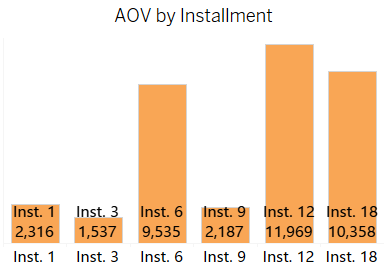 AOV by Installment
Inst. 1 Inst. 3 Inst. 6 Inst. 9 Inst. 12 Inst. 18
2,316 1,537 9,535 2,187 11,969 10,358
Inst. 1 Inst. 3 Inst. 6 Inst. 9 Inst. 12 Inst. 18